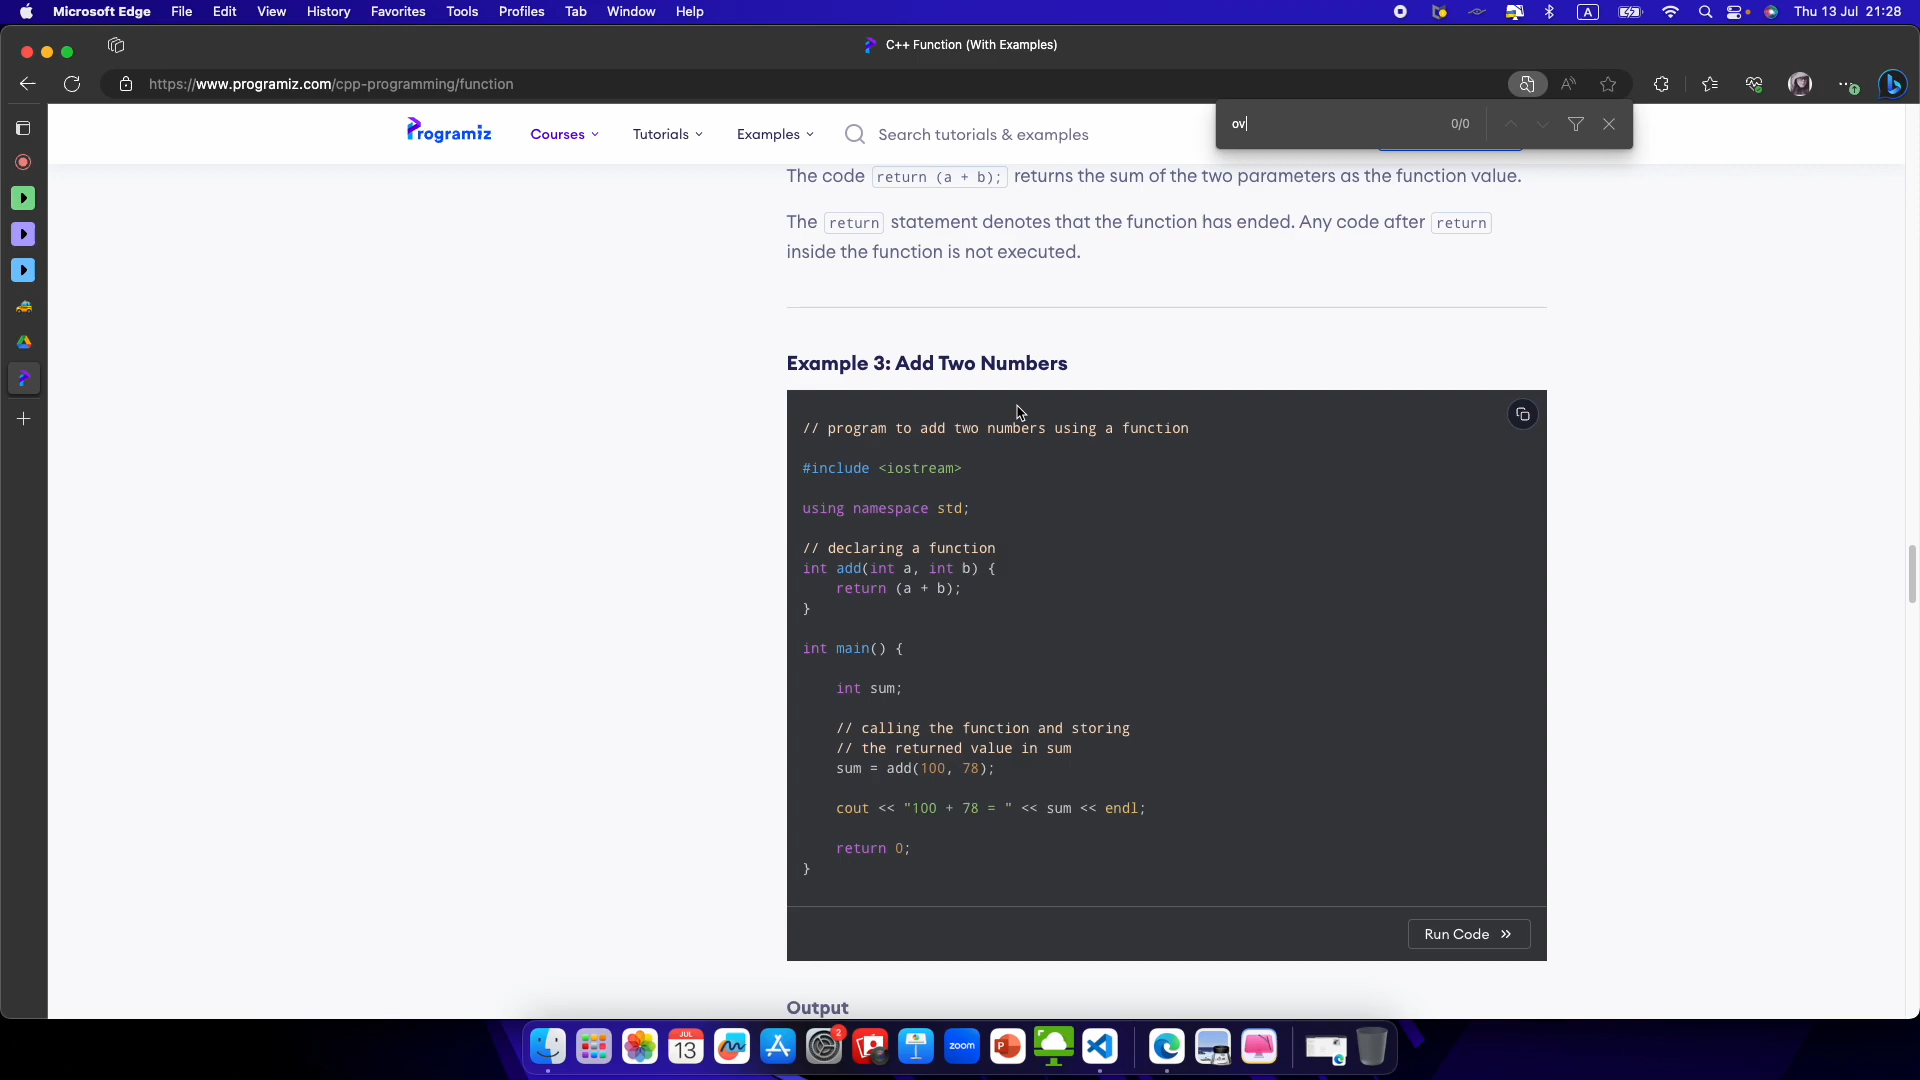 Microsoft Edge File Edit View History Favorites Tools Profiles Tab Window Help
A
Thu 13 Jul 21:28
C++ Function (With Examples)
https://www.programiz.com/cpp-programming/function
ov
0/0
Programiz
Courses
Tutorials
Examples
Search tutorials & examples
The code return (a + b); returns the sum of the two parameters as the function value.
The return statement denotes that the function has ended. Any code after return
inside the function is not executed.
Example 3: Add Two Numbers
// program to add two numbers using a function
#include <iostream>
using namespace std;
// declaring a function
int add(int a, int b) {
return (a + b);
}
int main() {
int sum;
// calling the function and storing
// the returned value in sum
sum = add(100, 78);
cout << "100 + 78 = " << sum << endl;
return 0;
}
Run Code »
Output
JUL
13
2
zoom
P